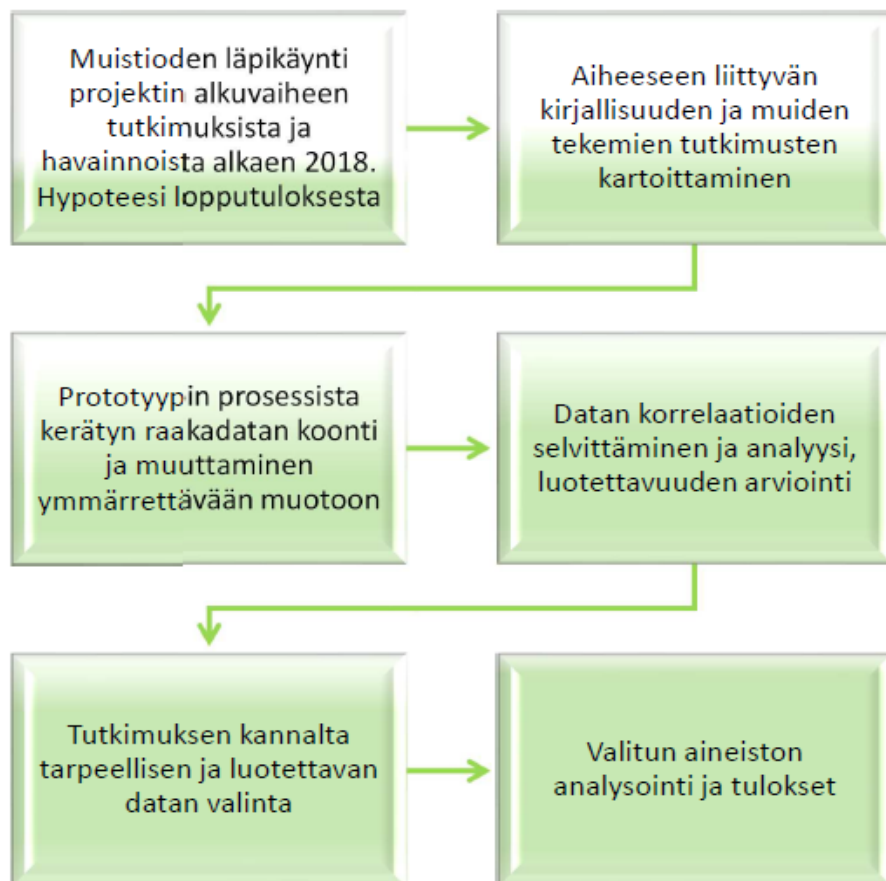 Muistioden läpikäynti
projektin alkuvaiheen
tutkimuksista ja
havainnoista alkaen 2018.
Hypoteesi lopputuloksesta
Aiheeseen liittyvän
kirjallisuuden ja muiden
tekemien tutkimusten
kartoittaminen
Prototyypin prosessista
kerätyn raakadatan koonti
ja muuttaminen
ymmärrettävään muotoon
Datan korrelaatioiden
selvittäminen ja analyysi,
luotettavuuden arviointi
Tutkimuksen kannalta
tarpeellisen ja luotettavan
datan valinta
Valitun aineiston
analysointi ja tulokset